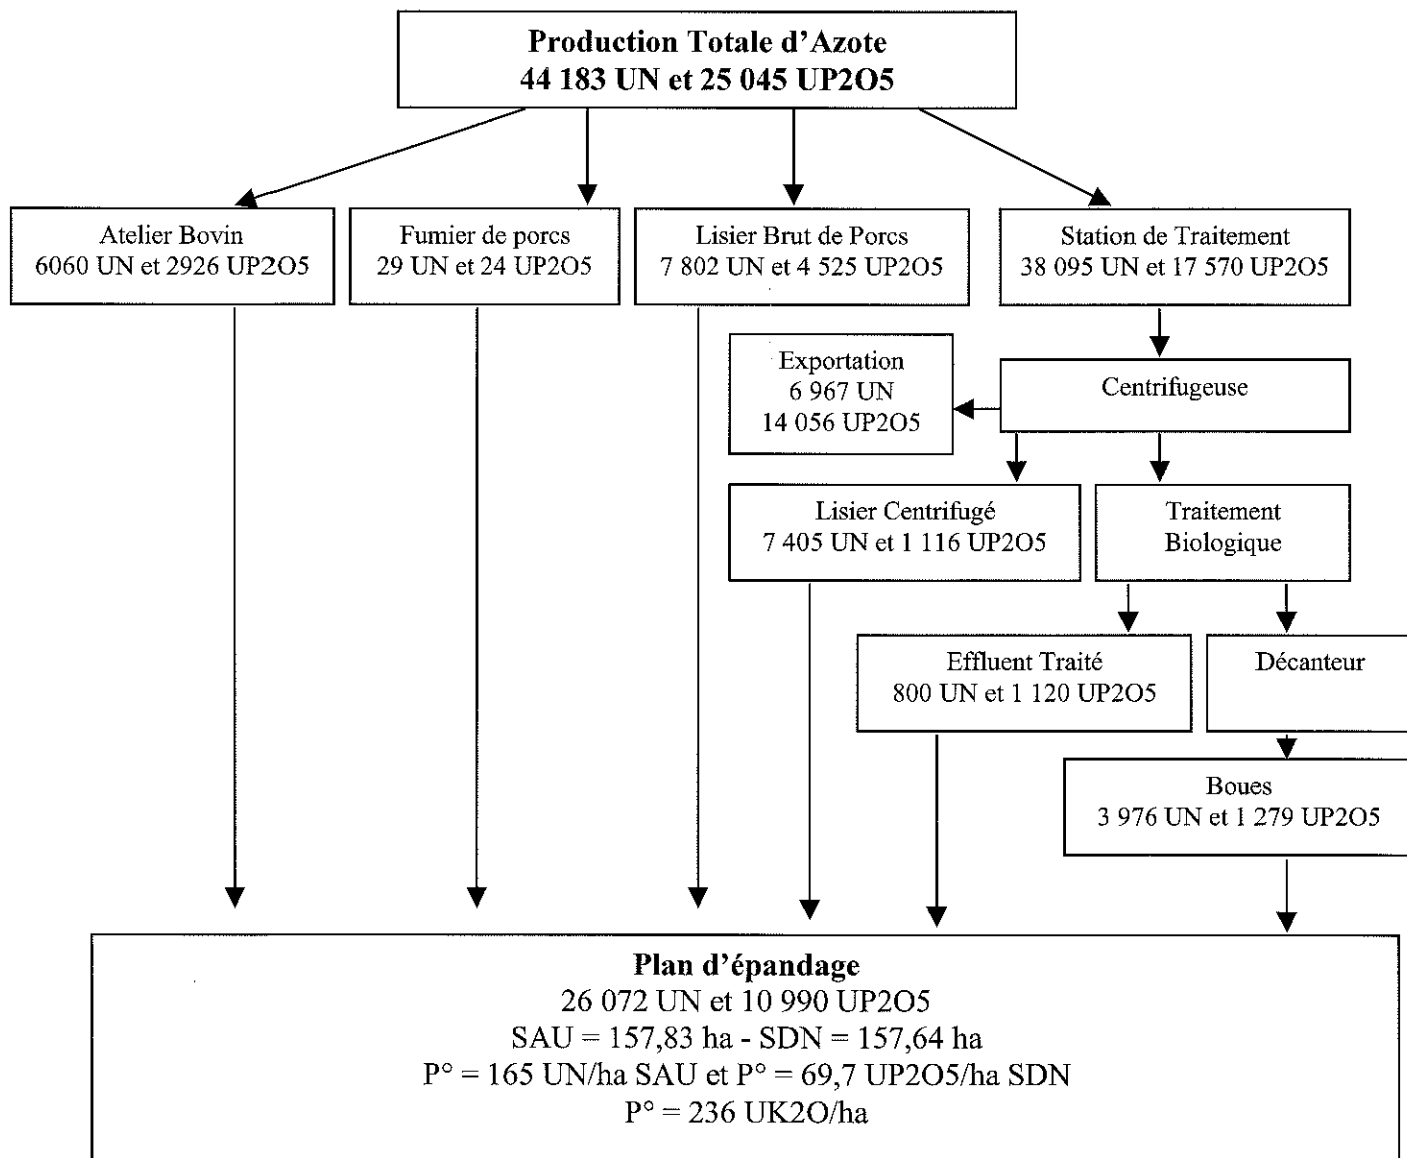 Production Totale d'Azote
44 183 UN et 25 045 UP2O5
Atelier Bovin
6060 UN et 2926 UP2O5
Fumier de porcs
29 UN et 24 UP2O5
Lisier Brut de Porcs
7 802 UN et 4 525 UP2O5
Station de Traitement
38 095 UN et 17 570 UP2O5
Exportation
6 967 UN
14 056 UP2O5
Centrifugeuse
Lisier Centrifugé
7 405 UN et 1 116 UP2O5
Traitement
Biologique
Effluent Traité
800 UN et 1 120 UP2O5
Décanteur
Boues
3 976 UN et 1 279 UP2O5
Plan d'épandage
26 072 UN et 10 990 UP2O5
SAU = 157,83 ha - SDN = 157,64 ha
P° = 165 UN/ha SAU et P° = 69,7 UP2O5/ha SDN
P° = 236 UK2O/ha